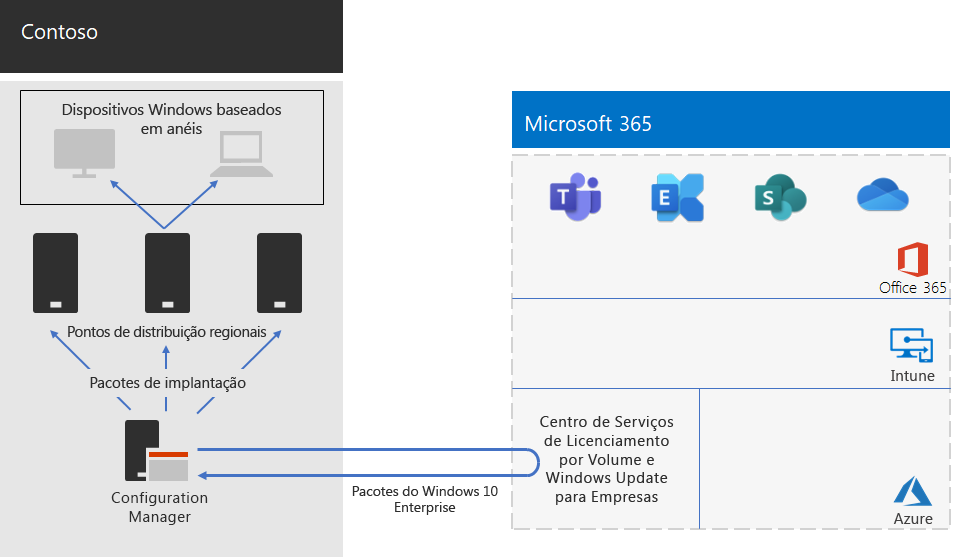 Contoso
Dispositivos Windows baseados
em anéis
Pontos de distribuição regionais
Pacotes de implantação
Configuration
Manager
Pacotes do Windows 10
Enterprise
Microsoft 365
T
E
S
Office 365
Intune
Centro de Serviços
de Licenciamento
por Volume e
Windows Update
para Empresas
Azure